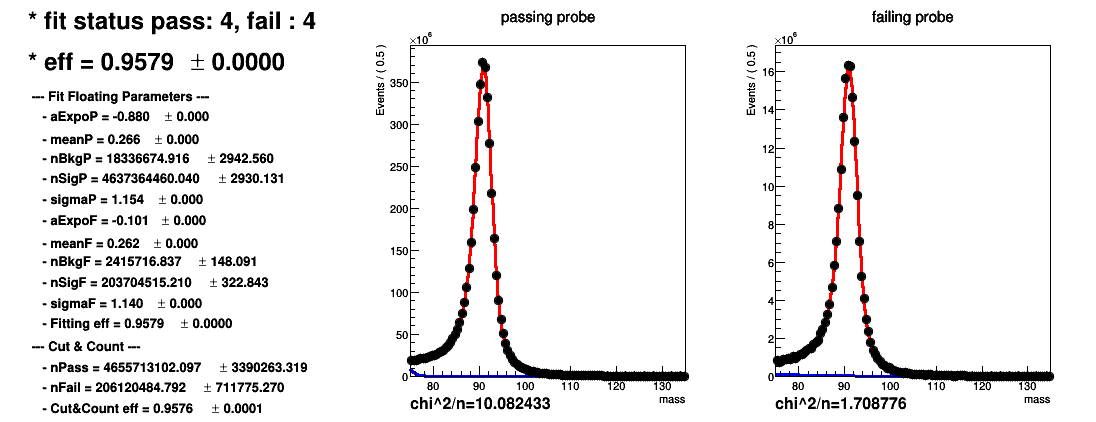 * fit status pass: 4, fail : 4
* eff = 0.9579 ± 0.0000
--- Fit Floating Parameters ---
- aExpoP = -0.880 ± 0.000
- meanP = 0.266 ± 0.000
- nBkgP = 18336674.916 ± 2942.560
- nSigP = 4637364460.040 ± 2930.131
- sigmaP = 1.154 ± 0.000
- aExpoF = -0.101 ± 0.000
- meanF = 0.262 ± 0.000
- nBkgF = 2415716.837 ± 148.091
- nSigF = 203704515.210 ± 322.843
- sigmaF = 1.140 ± 0.000
- Fitting eff = 0.9579 ± 0.0000
--- Cut & Count ---
- nPass = 4655713102.097 ± 3390263.319
- nFail = 206120484.792 ± 711775.270
- Cut&Count eff = 0.9576 ± 0.0001
passing probe
×10^6
Events / ( 0.5 )
350
300
250
200
150
100
50
0
80 90 100 110 120 130
mass
chi^2/n=10.082433
failing probe
×10^6
Events / ( 0.5 )
16
14
12
10
8
6
4
2
0
80 90 100 110 120 130
mass
chi^2/n=1.708776